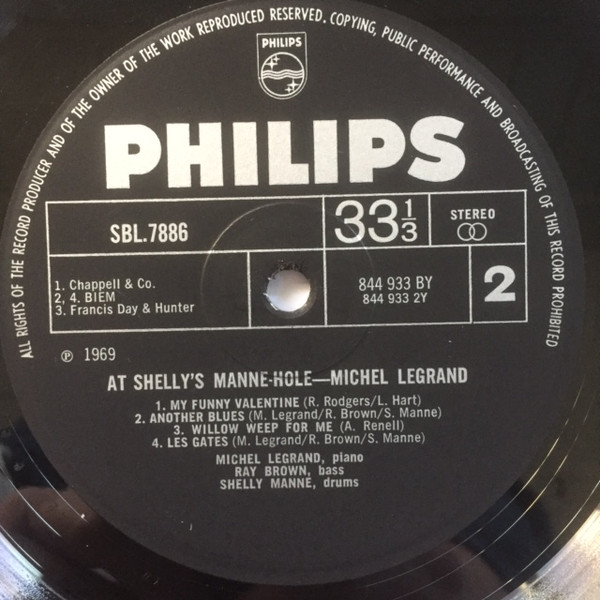 ALL RIGHTS OF THE RECORD PRODUCER AND OF THE OWNER OF THE WORK REPRODUCED RESERVED. COPYING, PUBLIC PERFORMANCE AND BROADCASTING OF THIS RECORD PROHIBITED
PHILIPS
PHILIPS
SBL.7886
33 1/3
STEREO
1. Chappell & Co.
2, 4. BIEM
3. Francis Day & Hunter
844 933 BY
844 933 2Y
2
℗ 1969
AT SHELLY'S MANNE-HOLE—MICHEL LEGRAND
1. MY FUNNY VALENTINE (R. Rodgers/L. Hart)
2. ANOTHER BLUES (M. Legrand/R. Brown/S. Manne)
3. WILLOW WEEP FOR ME (A. Renell)
4. LES GATES (M. Legrand/R. Brown/S. Manne)
MICHEL LEGRAND, piano
RAY BROWN, bass
SHELLY MANNE, drums